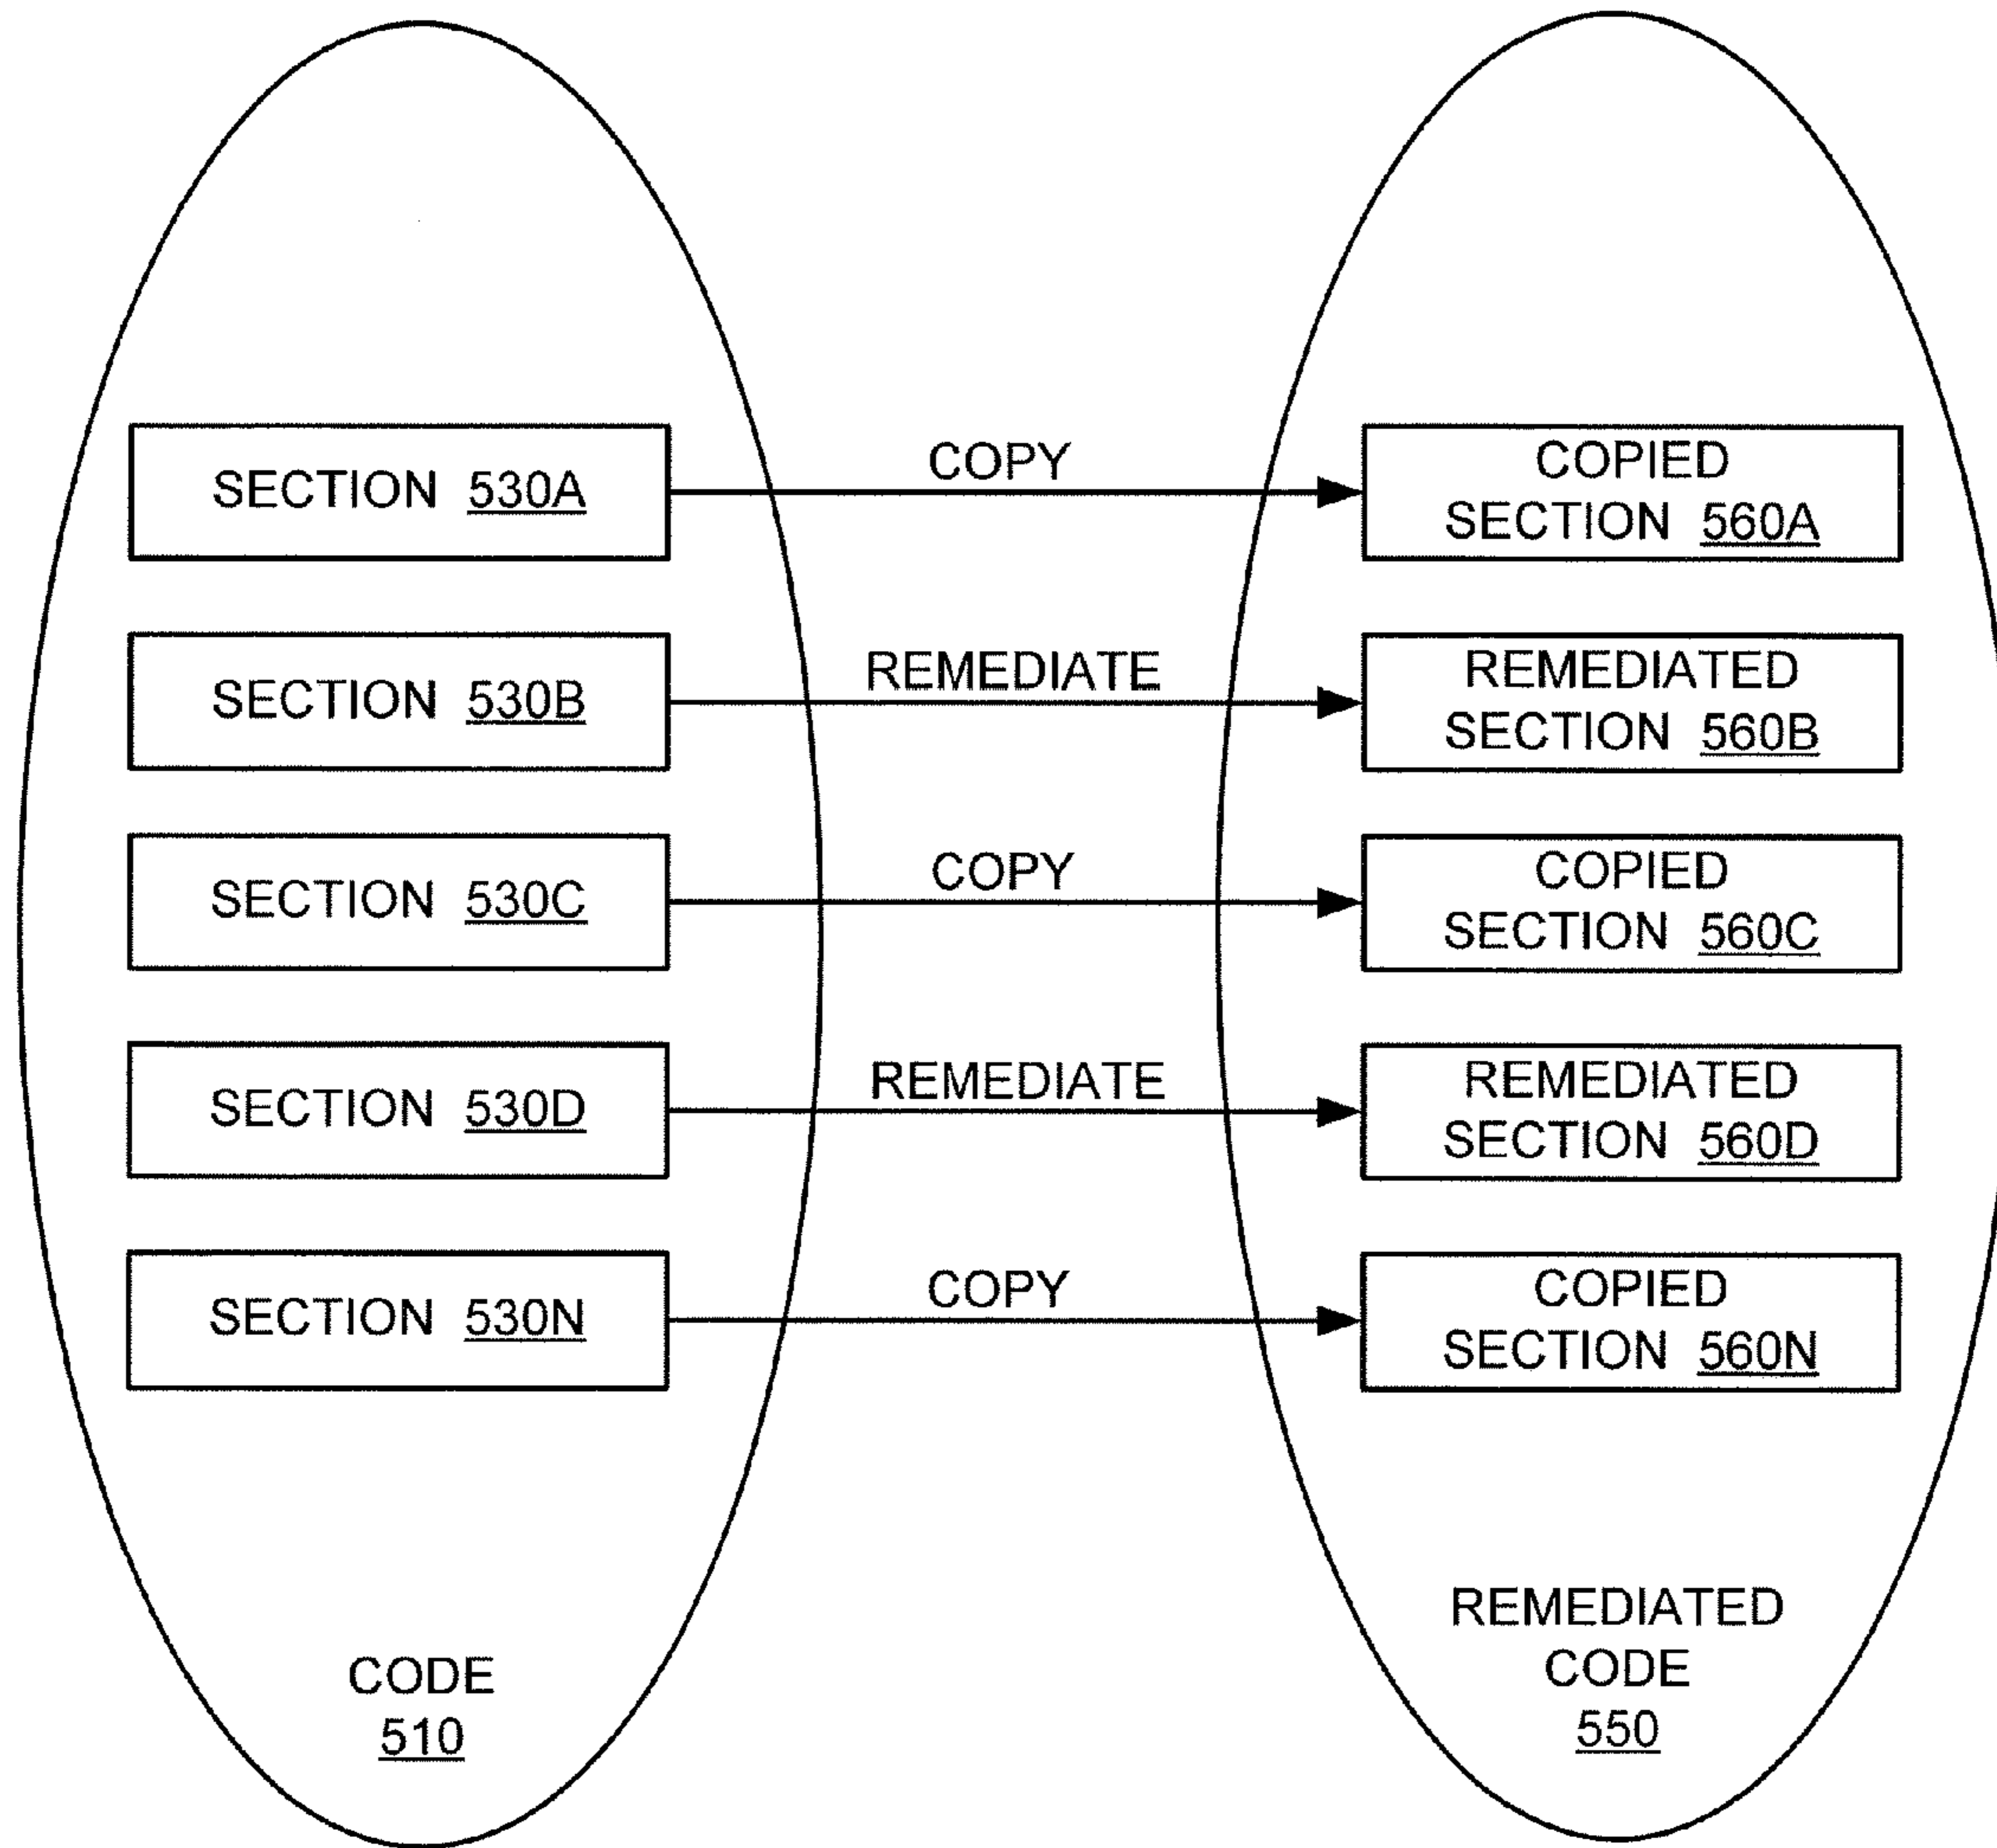 SECTION 530A
COPY
COPIED
SECTION 560A
SECTION 530B
REMEDIATE
REMEDIATED
SECTION 560B
SECTION 530C
COPY
COPIED
SECTION 560C
SECTION 530D
REMEDIATE
REMEDIATED
SECTION 560D
SECTION 530N
COPY
COPIED
SECTION 560N
CODE
510
REMEDIATED
CODE
550